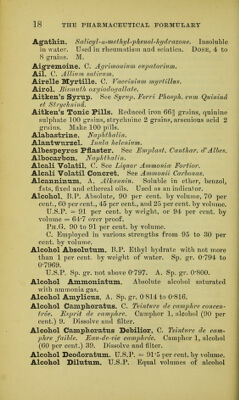 18 THE PHARMACEUTICAL FORMULARY
Agathin. Salicyl-α-methyl-phenol-hydrazone. Insoluble
in water. Used in rheumatism and sciatica. DOSE, 4 to
8 grains. M.
Aigremoine. C. Agrimonium eupatorium.
Ail. C. Allium sativum.
Airelle Myrtille. C. Vaccinium myrtillus.
Airol. Bismuth oxyiodogallate.
Aitken's Syrup. See Syrup. Ferri Phosph. cum Quininâ
et Strychninâ.
Aitken's Tonic Pills. Reduced iron 66⅔ grains, quinine
sulphate 100 grains, strychnine 2 grains, arsenious acid 2
grains. Make 100 pills.
Alabastrine. Naphthalin.
Alantwurzel. Inula helenium.
Albespeyres Pflaster. See Emplast. Canthar. d'Albes.
Albocarbon. Naphthalin.
Alcali Volatil. C. See Liquor Ammoniæ Fortior.
Alcali Volatil Concret. See Ammonii Carbonas.
Alcanninum. A. Alkannin. Soluble in ether, benzol,
fats, fixed and ethereal oils. Used as an indicator.
Alcohol. B.P. Absolute, 90 per cent. by volume, 70 per
cent., 60 per cent., 45 per cent., and 25 per cent. by volume.
U.S.P. = 91 per cent. by weight, or 94 per cent. by
volume = 64·7 over proof.
PH.G. 90 to 91 per cent. by volume.
C. Employed in various strengths from 95 to 30 per
cent. by volume.
Alcohol Absolutum. B.P. Ethyl hydrate with not more
than 1 per cent. by weight of water. Sp. gr. 0·794 to
0·7969.
U.S.P. Sp. gr. not above 0·797. A. Sp. gr. 0·800.
Alcohol Ammoniatum. Absolute alcohol saturated
with ammonia gas.
Alcohol Amylicus. A. Sp. gr. 0·814 to 0·816.
Alcohol Camphoratus. C. Teinture de camphre concen-
trée. Esprit de camphre. Camphor 1, alcohol (90 per
cent.) 9. Dissolve and filter.
Alcohol Camphoratus Debilior. C. Teinture de cam-
phre faible. Eau-de-vie camphrée. Camphor 1, alcohol
(60 per cent.) 39. Dissolve and filter.
Alcohol Deodoratum. U.S.P. = 91·5 per cent. by volume.
Alcohol Dilutum. U.S.P. Equal volumes of alcohol